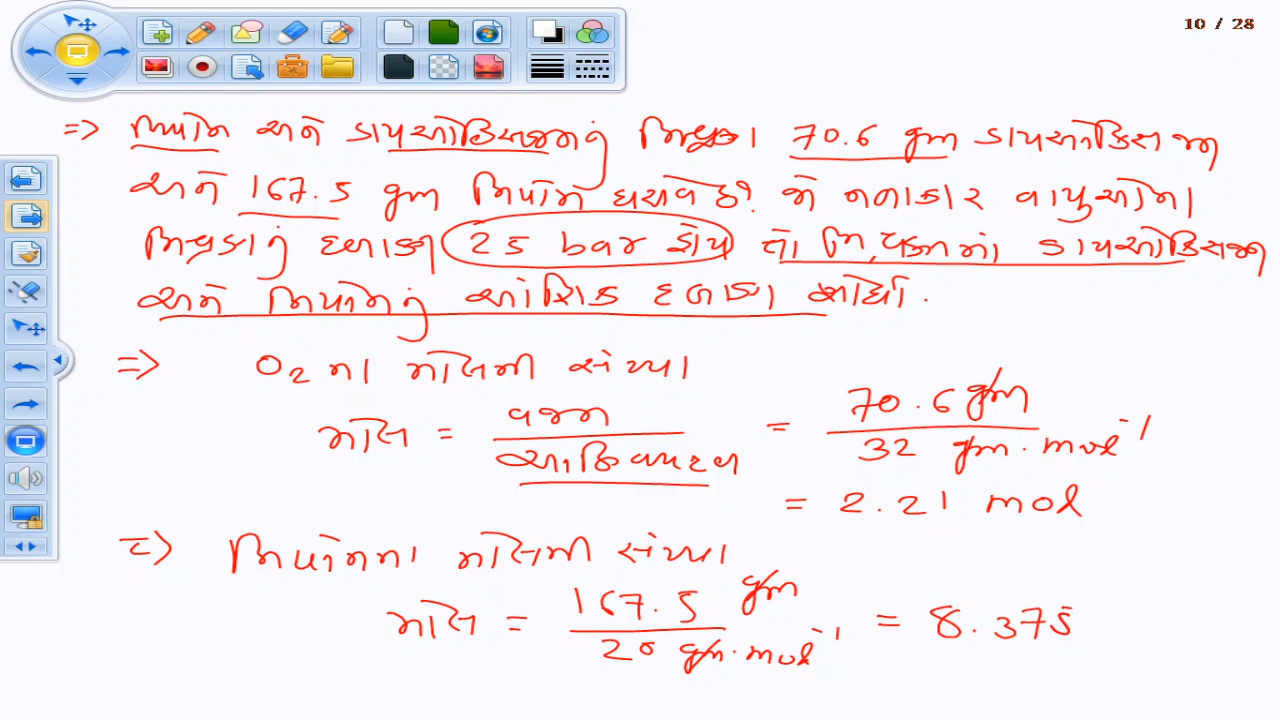 10 / 28
=> નિયોન અને ડાયઓક્સિજનનું મિશ્રણ 70.6 gm ડાયઓક્સિજન
અને 167.5 gm નિયોન ધરાવે છે. જો નળાકાર વાયુઓના
મિશ્રણનું દબાણ 25 bar હોય તો મિશ્રણમાં ડાયઓક્સિજન
અને નિયોનનું આંશિક દબાણ શોધો.
=> O₂ ના મોલની સંખ્યા
મોલ = વજન / આણ્વિયદળ = 70.6 gm / 32 gm.mol⁻¹
= 2.21 mol
=> નિયોનના મોલની સંખ્યા
મોલ = 167.5 gm / 20 gm.mol⁻¹ = 8.375